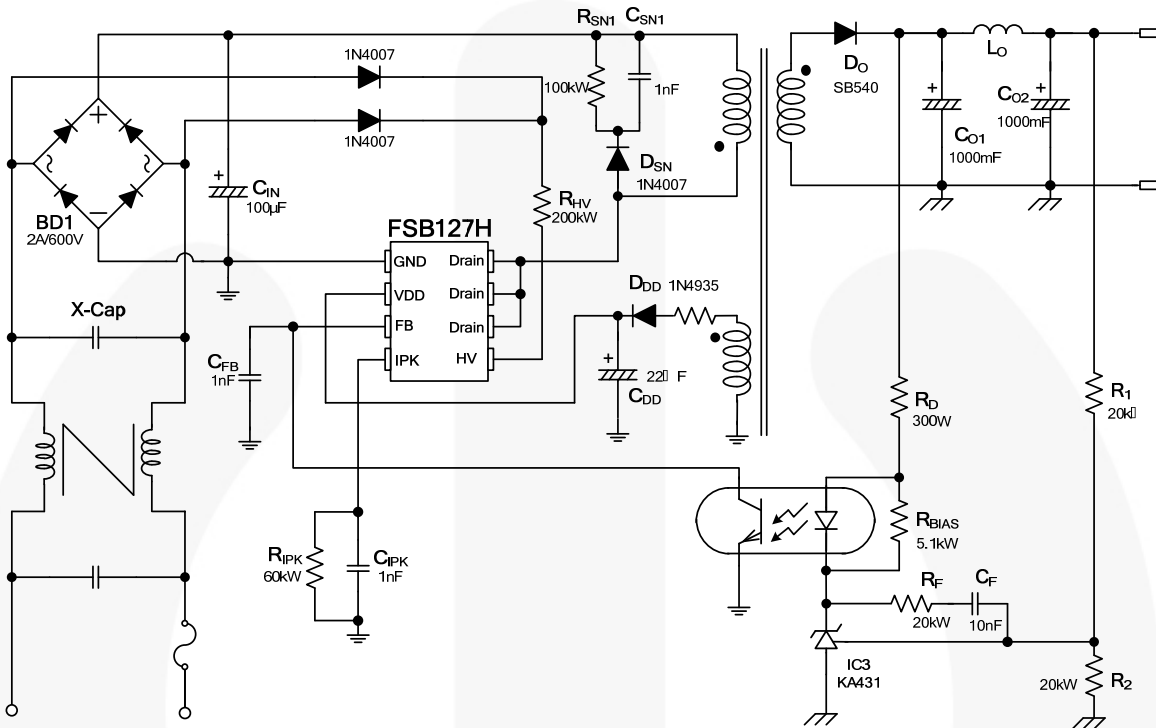 RSN1 CSN1
1N4007
100kW
1nF
1N4007
DO
SB540
LO
CO2
1000mF
CO1
1000mF
DSN
1N4007
CIN
100µF
RHV
200kW
BD1
2A/600V
FSB127H
GND
Drain
VDD
Drain
FB
Drain
IPK
HV
DDD 1N4935
X-Cap
CFB
1nF
22 F
CDD
RD
300W
R1
20k
RBIAS
5.1kW
RIPK
60kW
CIPK
1nF
RF
20kW
CF
10nF
IC3
KA431
20kW
R2